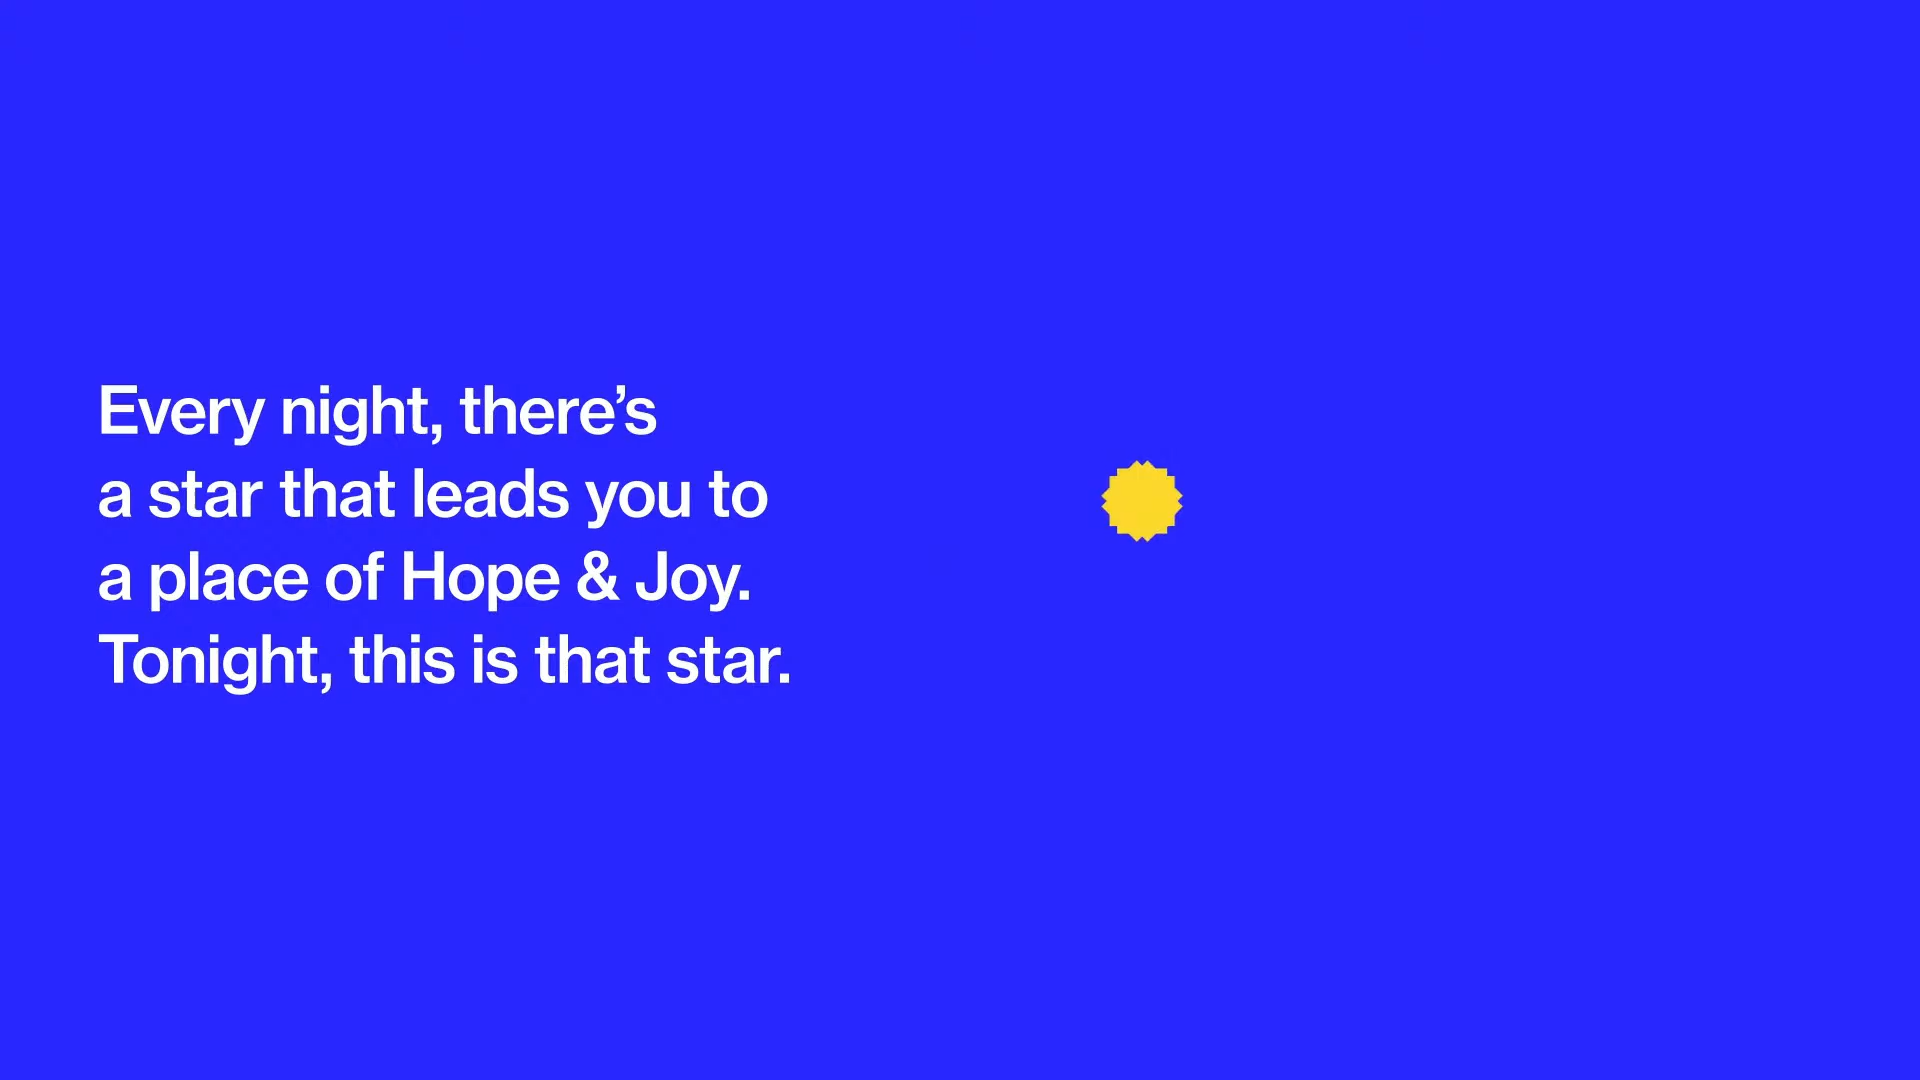 Every night, there’s
a star that leads you to
a place of Hope & Joy.
Tonight, this is that star.